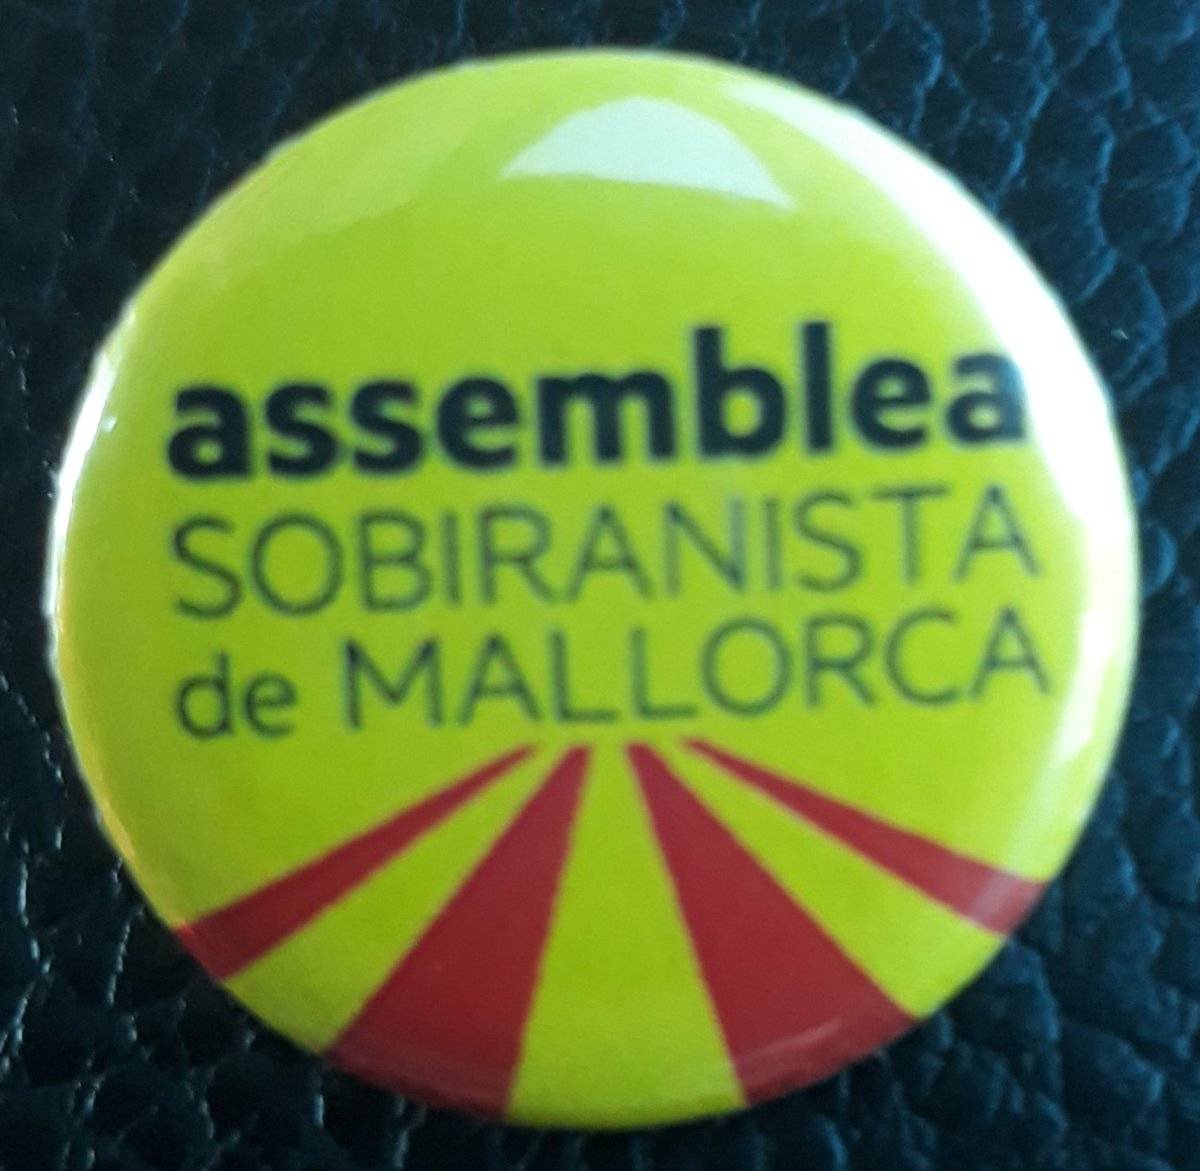 assemblea
SOBIRANISTA
de MALLORCA